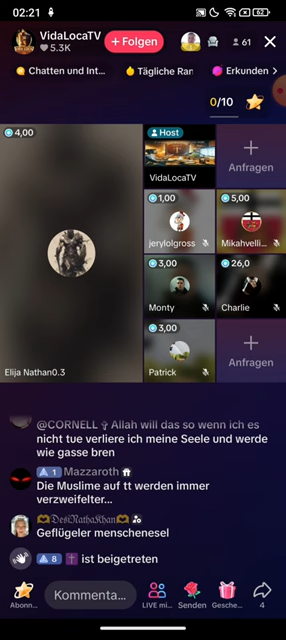 02:21
62
VidaLocaTV
5.3K
+ Folgen
61
Chatten und Int...
Tägliche Ran
Erkunden >
0/10
4,00
Host
VidaLocaTV
Anfragen
1,00
jerylolgross
5,00
Mikahvelli...
3,00
Monty
26,0
Charlie
3,00
Patrick
Anfragen
Elija Nathan0.3
@CORNELL ✞ Allah will das so wenn ich es
nicht tue verliere ich meine Seele und werde
wie gasse bren
1 Mazzaroth
Die Muslime auf tt werden immer
verzweifelter...
𝔇𝔢𝔰𝔦ℜ𝔞𝔱𝔥𝔞𝔎𝔥𝔞𝔫
Geflügeler menschenesel
8 ist beigetreten
Abonn...
Kommenta...
LIVE mi...
Senden
Gesche...
4